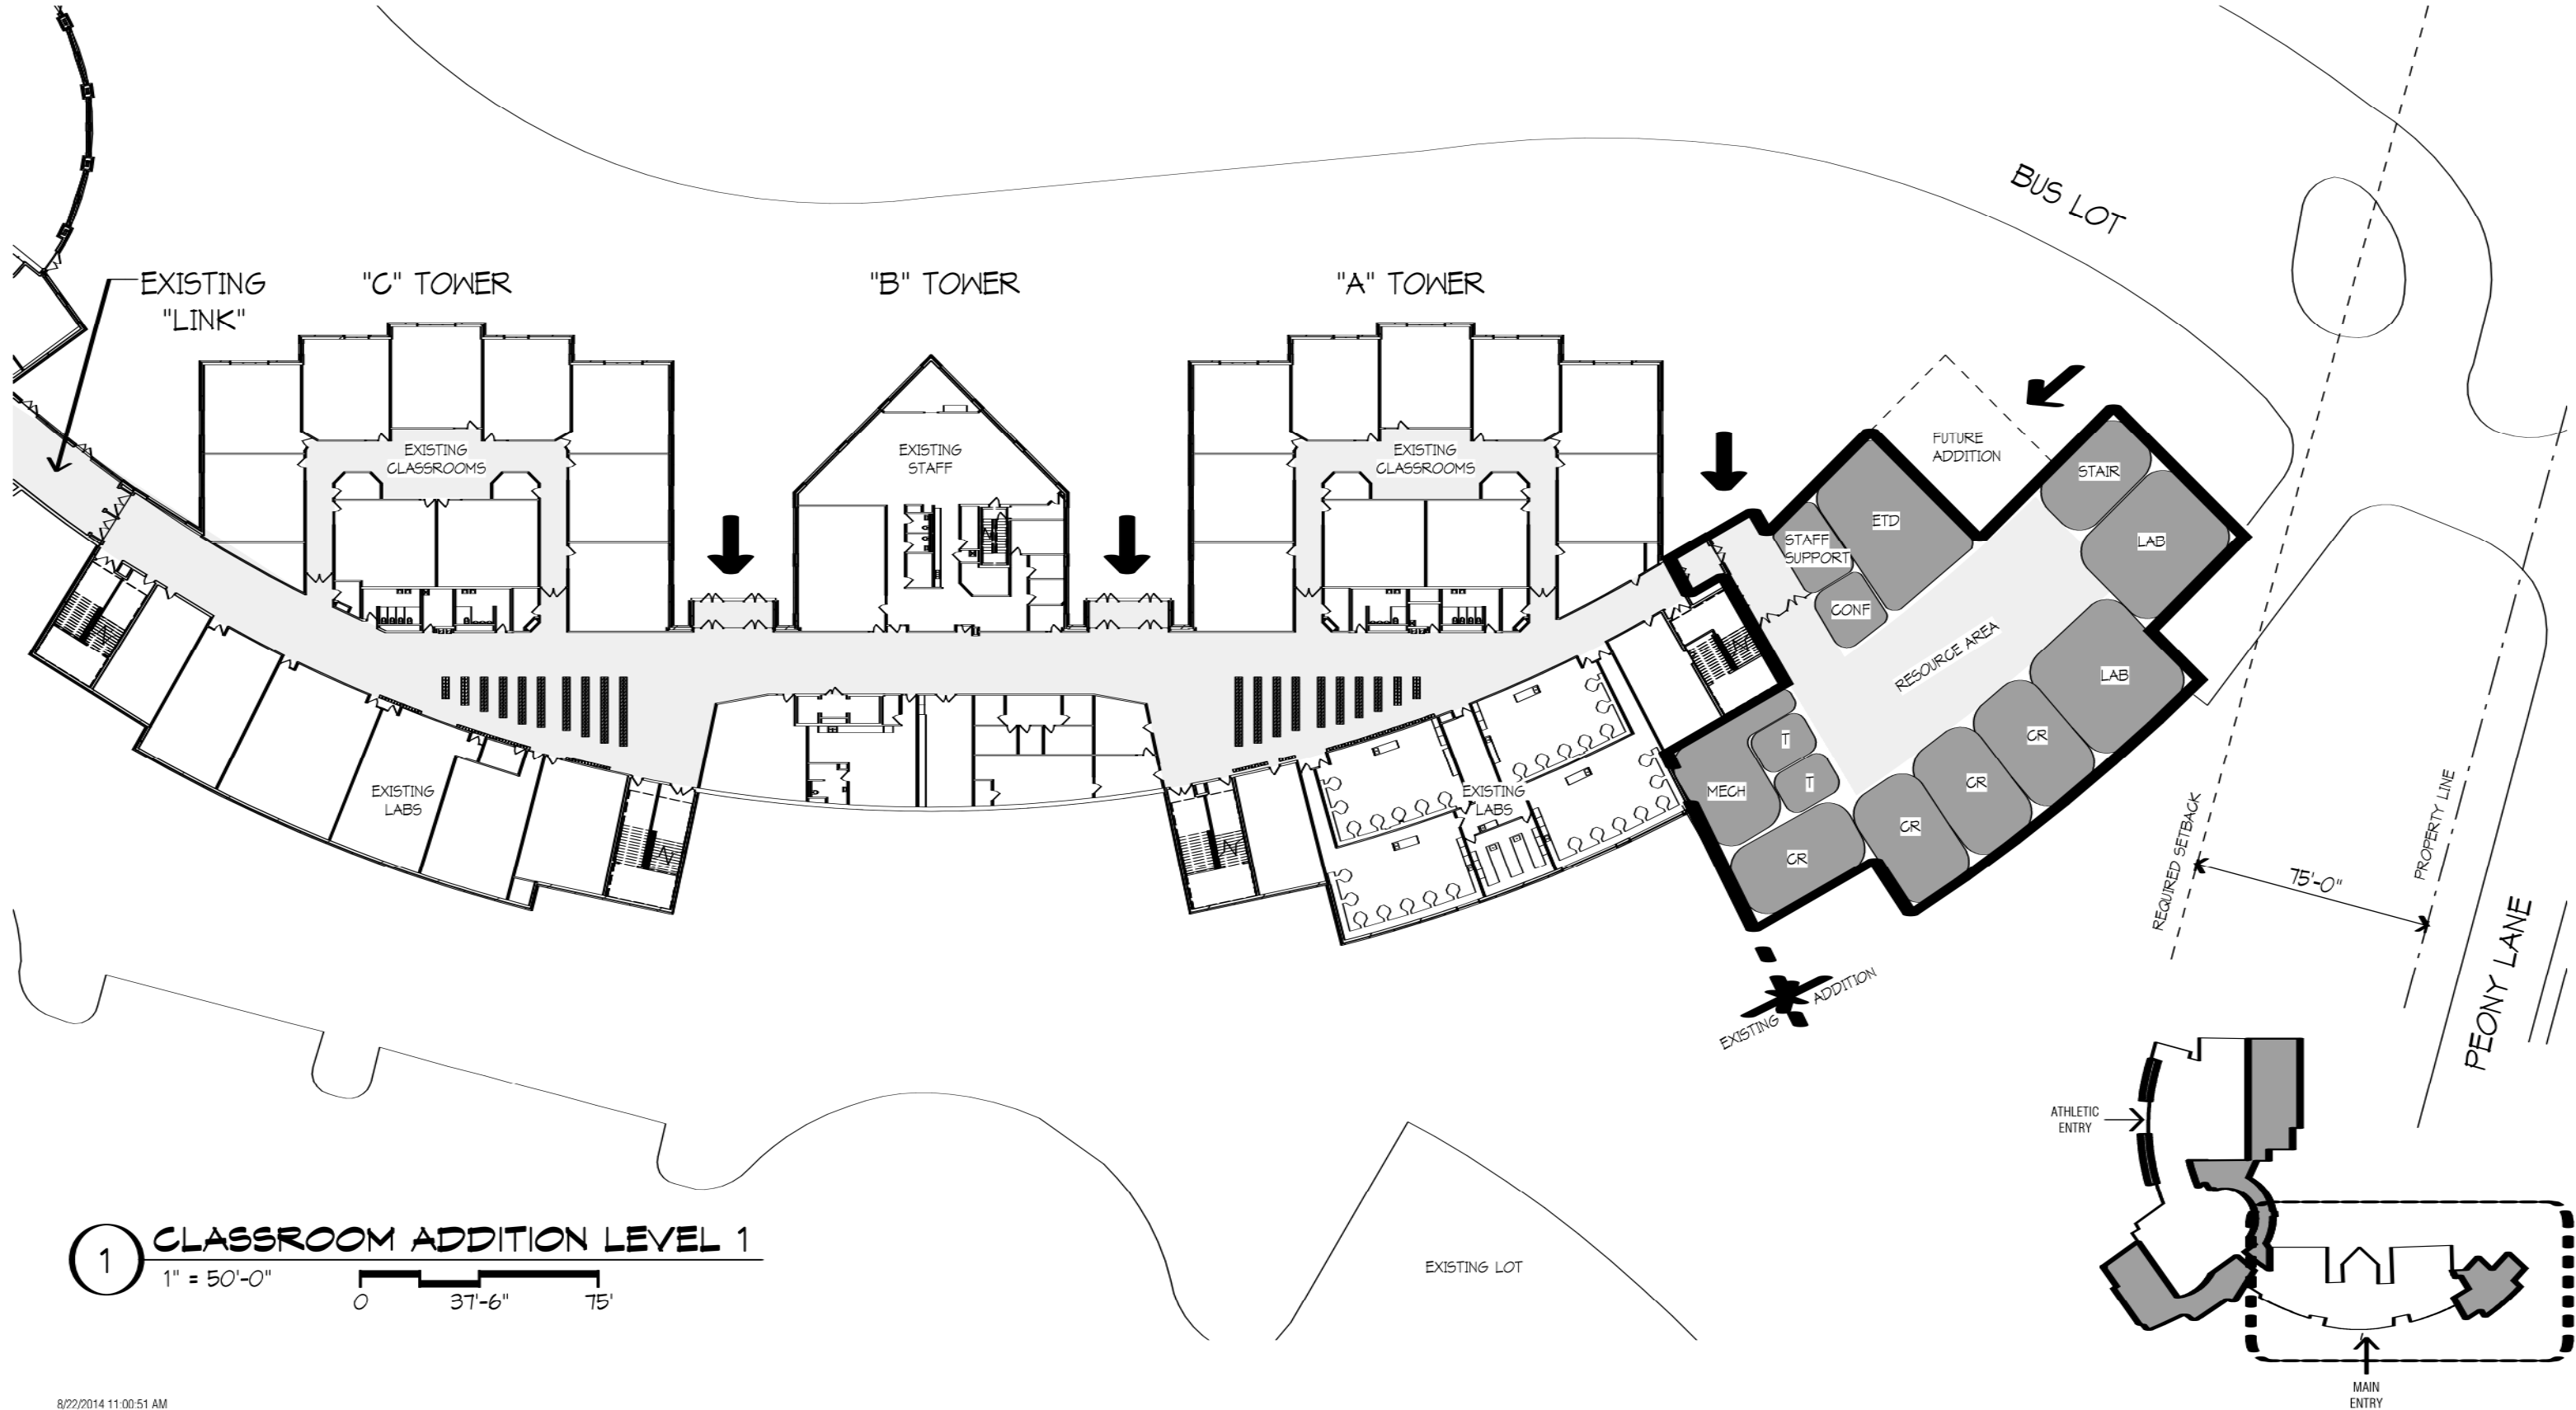 BUS LOT
EXISTING
"LINK"
"C" TOWER
"B" TOWER
"A" TOWER
EXISTING
CLASSROOMS
EXISTING
STAFF
EXISTING
CLASSROOMS
FUTURE
ADDITION
STAIR
LAB
ETD
STAFF
SUPPORT
CONF
RESOURCE AREA
LAB
CR
CR
CR
CR
T
T
MECH
EXISTING
LABS
EXISTING
LABS
REQUIRED SETBACK
PROPERTY LINE
75'-0"
PEONY LANE
EXISTING
ADDITION
ATHLETIC
ENTRY
MAIN
ENTRY
EXISTING LOT
1
CLASSROOM ADDITION LEVEL 1
1" = 50'-0"
0
37'-6"
75'
8/22/2014 11:00:51 AM